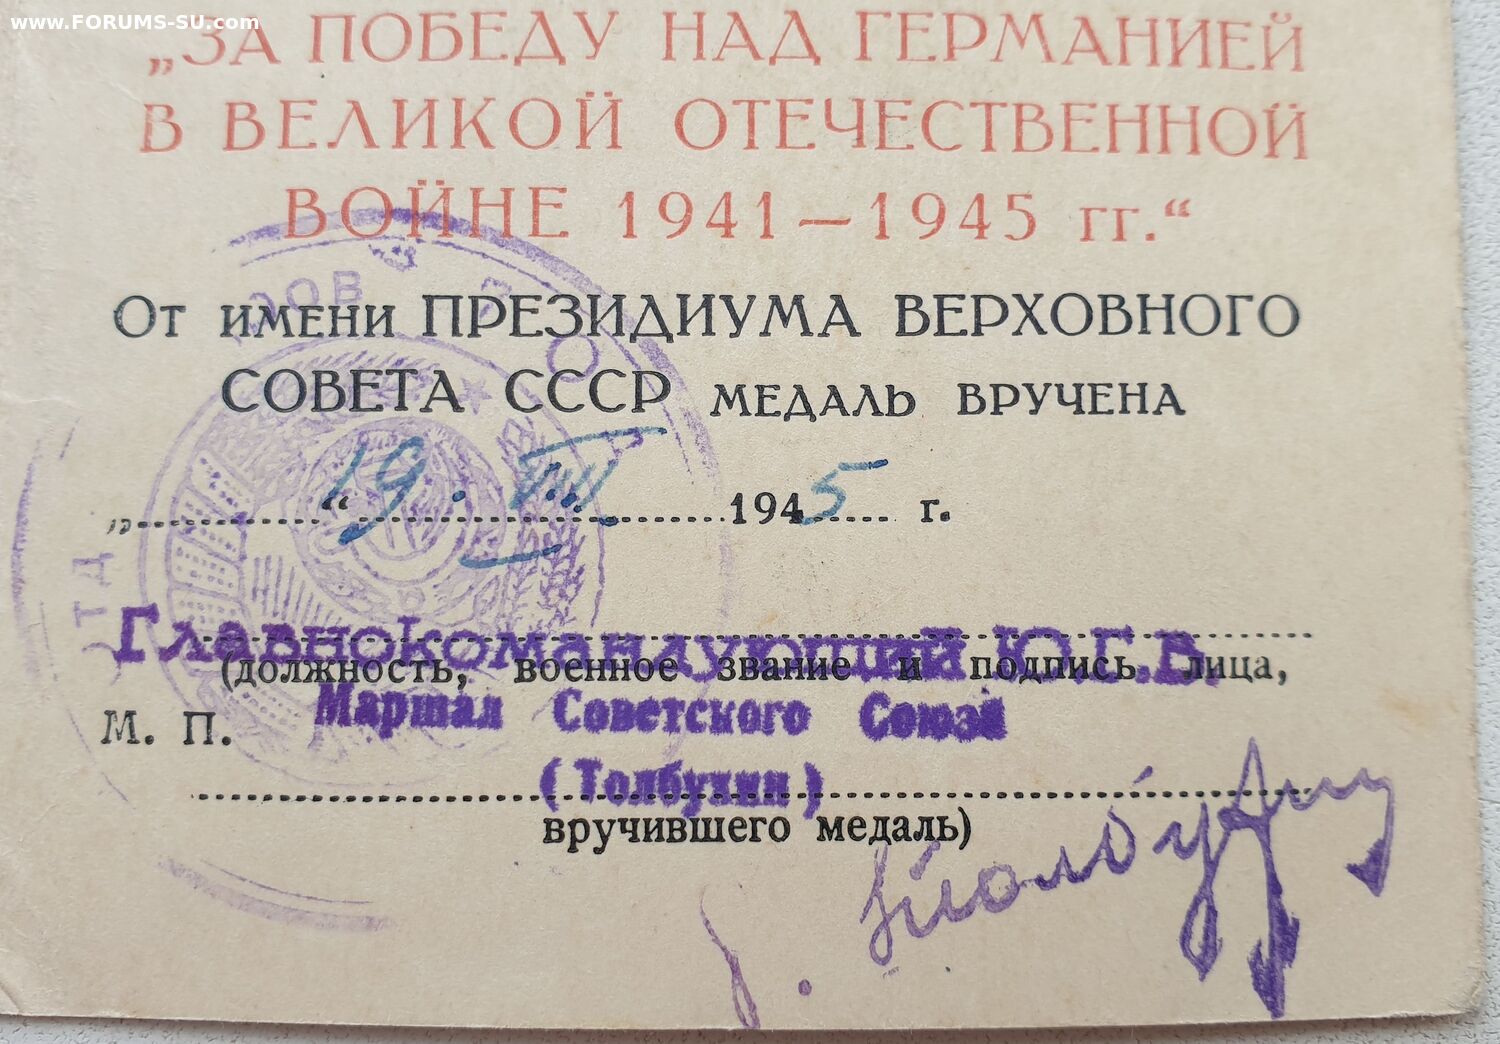 www.FORUMS-SU.com
„ЗА ПОБЕДУ НАД ГЕРМАНИЕЙ
В ВЕЛИКОЙ ОТЕЧЕСТВЕННОЙ
ВОЙНЕ 1941—1945 гг.“
От имени ПРЕЗИДИУМА ВЕРХОВНОГО
СОВЕТА СССР МЕДАЛЬ ВРУЧЕНА
„ “ 19. VIII 1945 г.
Главнокомандующий Ю.Г.В.
(должность, военное звание и подпись лица,
М. П. Маршал Советского Союза
(Толбухин)
вручившего медаль)